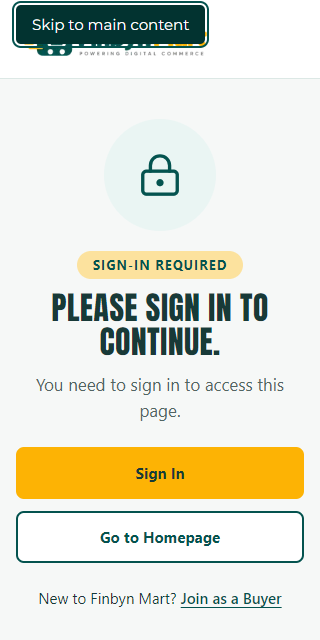 Skip to main content
POWERING DIGITAL COMMERCE
SIGN-IN REQUIRED
PLEASE SIGN IN TO
CONTINUE.
You need to sign in to access this
page.
Sign In
Go to Homepage
New to Finbyn Mart? Join as a Buyer